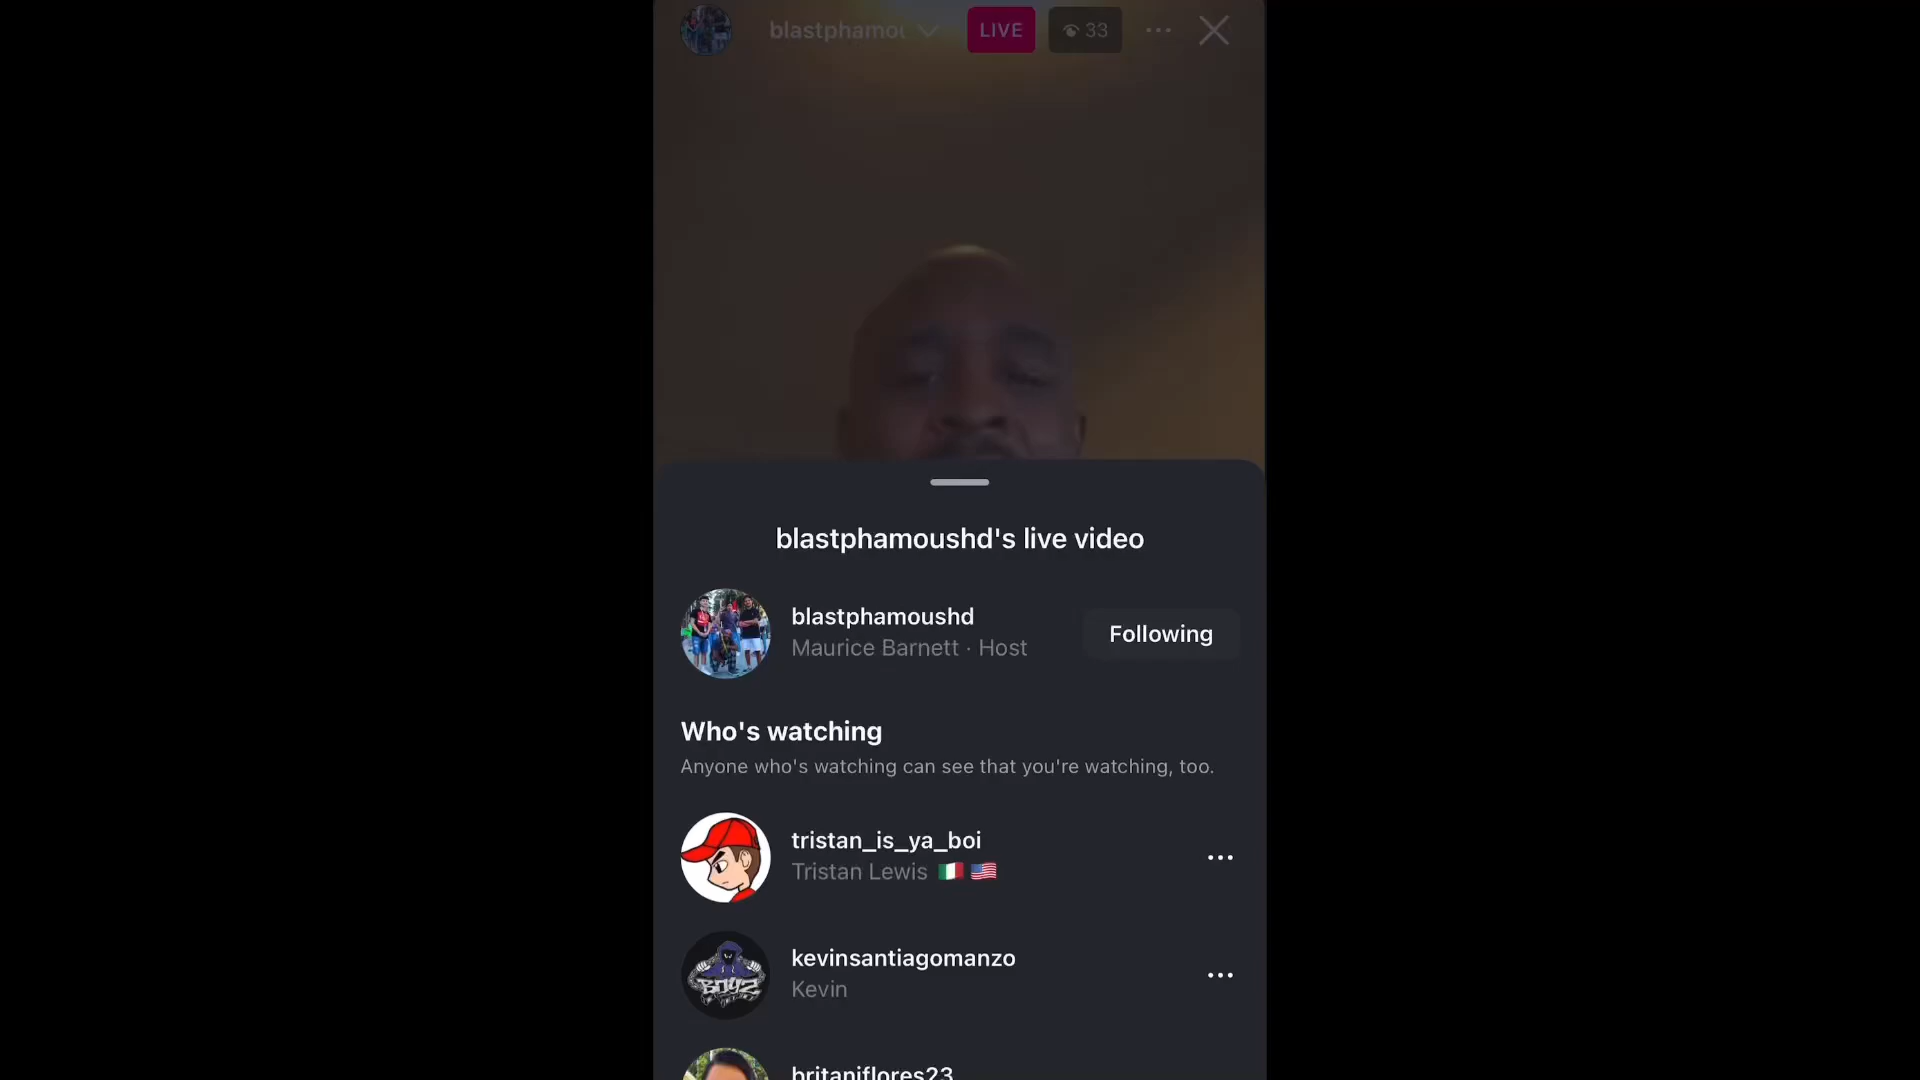 blastphamou
LIVE
33
blastphamoushd's live video
blastphamoushd
Maurice Barnett · Host
Following
Who's watching
Anyone who's watching can see that you're watching, too.
tristan_is_ya_boi
Tristan Lewis 🇮🇹 🇺🇸
kevinsantiagomanzo
Kevin
BOYZ
britaniflores23